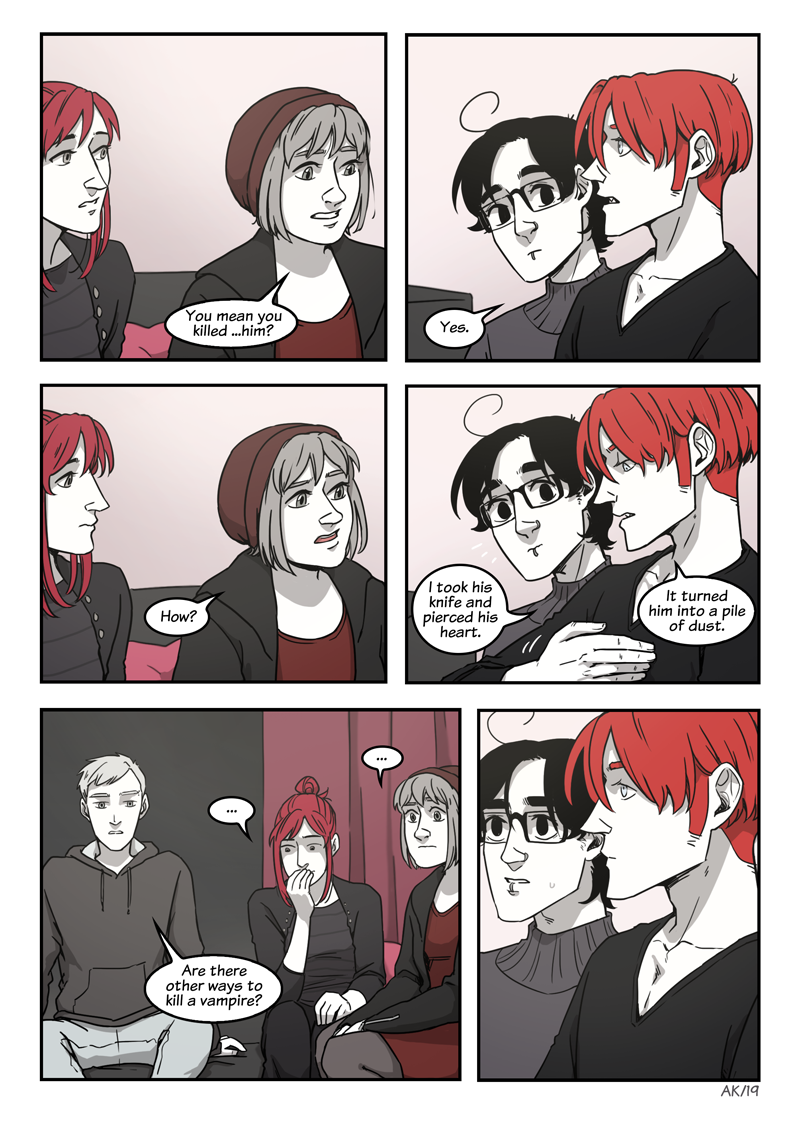 You mean you
killed ...him?
Yes.
How?
I took his
knife and
pierced his
heart.
It turned
him into a pile
of dust.
...
...
Are there
other ways to
kill a vampire?
AK/19